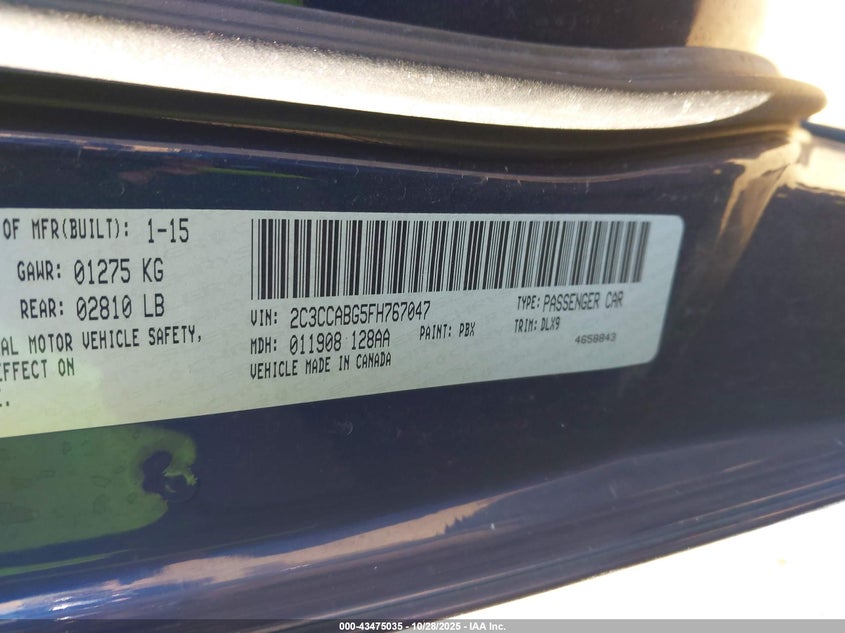 OF MFR(BUILT): 1-15
GAWR: 01275 KG
REAR: 02810 LB
AL MOTOR VEHICLE SAFETY,
EFFECT ON
VIN: 2C3CCABG5FH767047
TYPE: PASSENGER CAR
MDH: 011908 128AA
PAINT: PBX
TRIM: DLX9
VEHICLE MADE IN CANADA
4658843
000-43475035 - 10/28/2025 - IAA Inc.